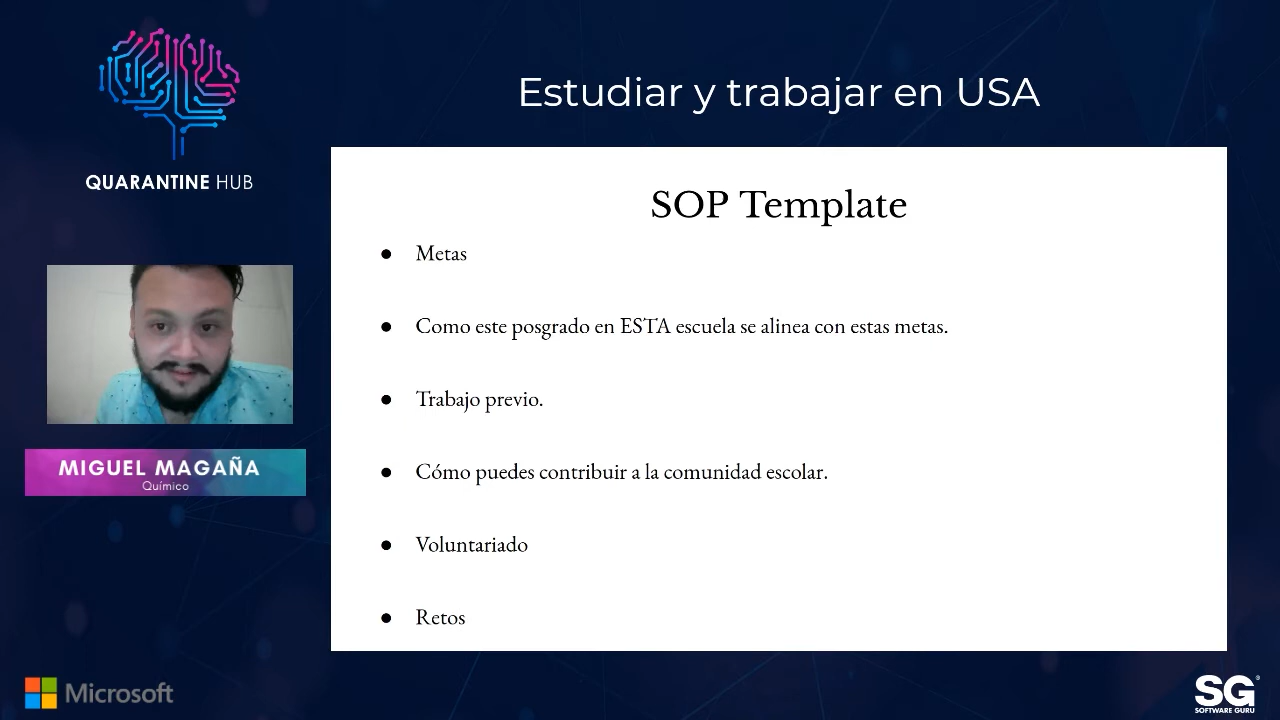 QUARANTINE HUB
Estudiar y trabajar en USA
SOP Template
● Metas
● Como este posgrado en ESTA escuela se alinea con estas metas.
● Trabajo previo.
● Cómo puedes contribuir a la comunidad escolar.
● Voluntariado
● Retos
MIGUEL MAGAÑA
Químico
Microsoft
SG®
SOFTWARE GURU